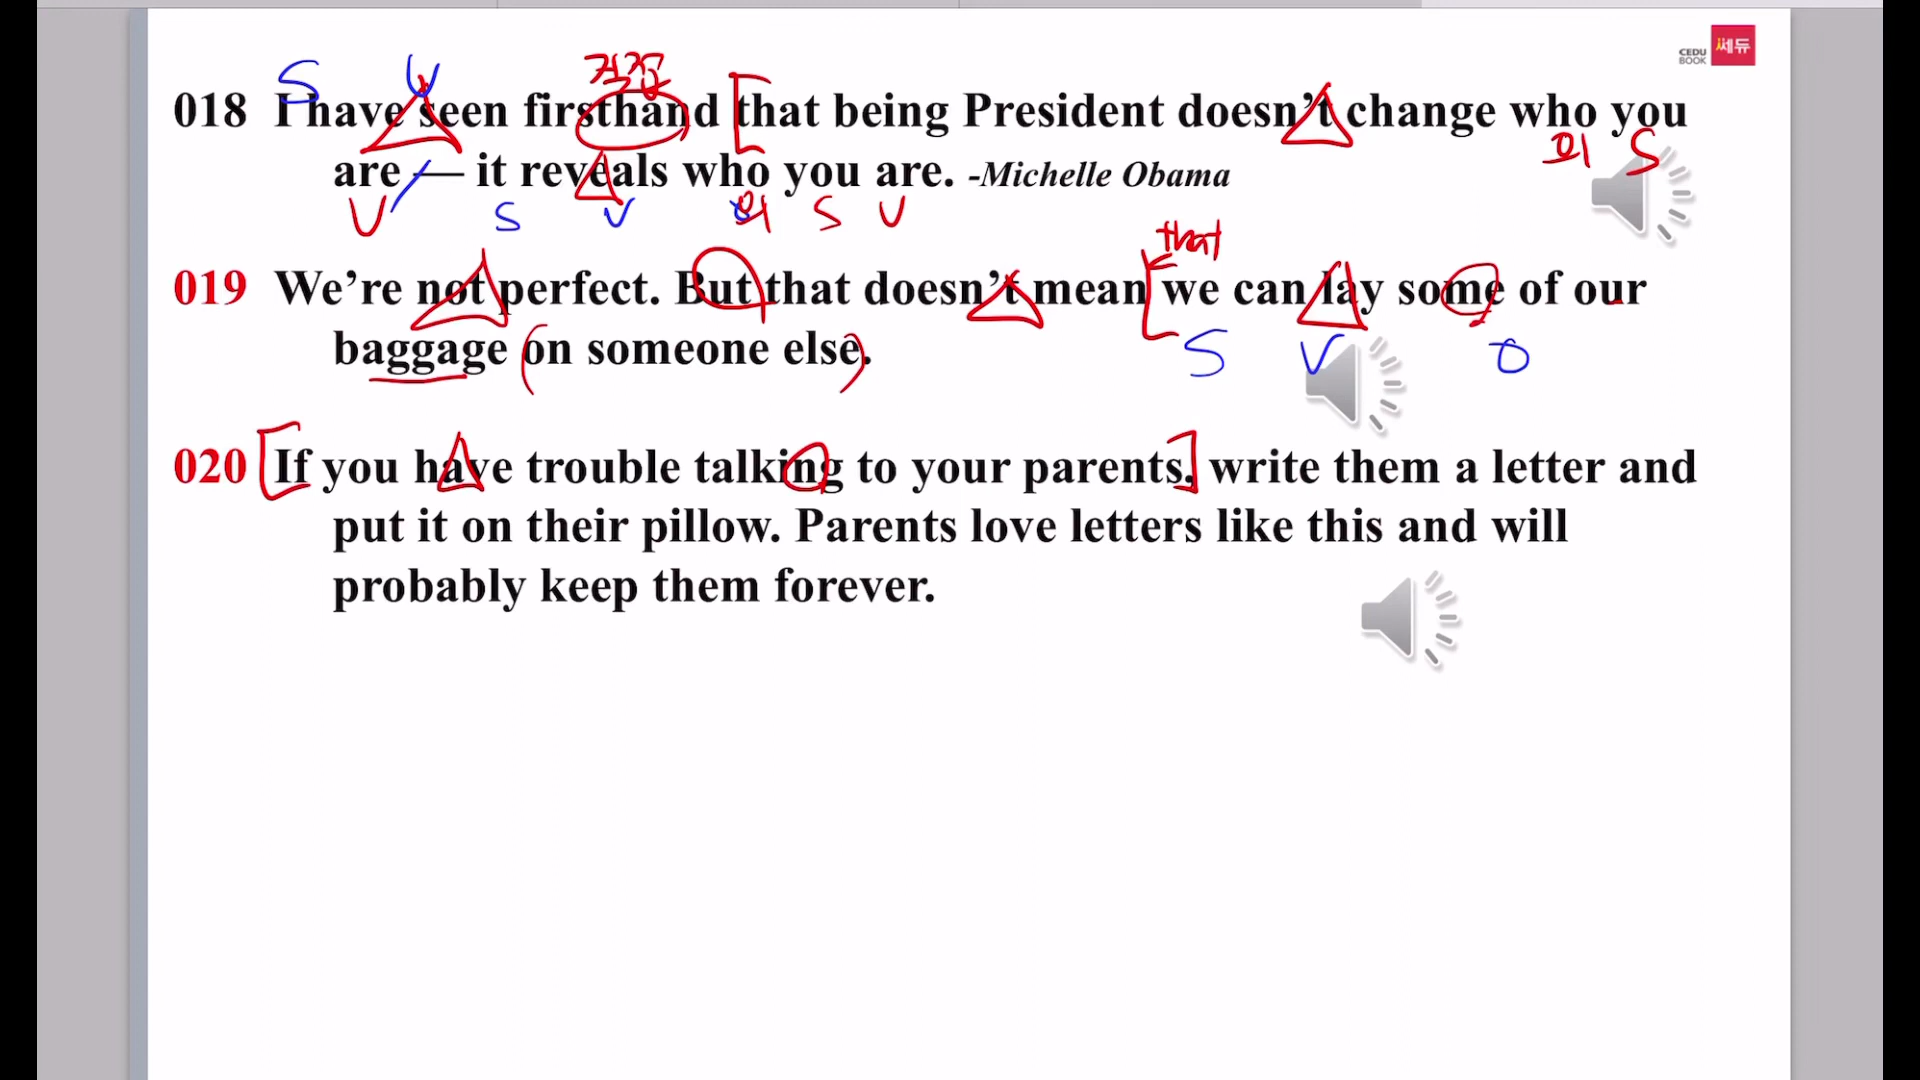 CEDU BOOK 쎄듀
S V 직접
018 I have seen firsthand that being President doesn't change who you
의 S
are — it reveals who you are. -Michelle Obama
V S V 의 S V
that
019 We're not perfect. But that doesn't mean we can lay some of our
baggage on someone else.
S V O
020 If you have trouble talking to your parents, write them a letter and
put it on their pillow. Parents love letters like this and will
probably keep them forever.